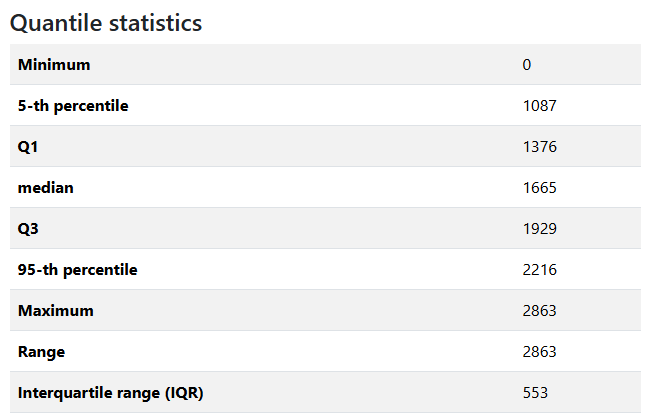 Quantile statistics
Minimum 0
5-th percentile 1087
Q1 1376
median 1665
Q3 1929
95-th percentile 2216
Maximum 2863
Range 2863
Interquartile range (IQR) 553